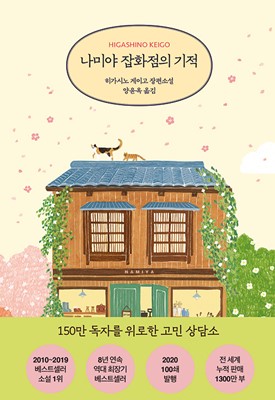 HIGASHINO KEIGO
나미야 잡화점의 기적
히가시노 게이고 장편소설
양윤옥 옮김
NAMIYA
150만 독자를 위로한 고민 상담소
2010-2019
베스트셀러
소설 1위
8년 연속
역대 최장기
베스트셀러
2020
100쇄
발행
전 세계
누적 판매
1300만 부